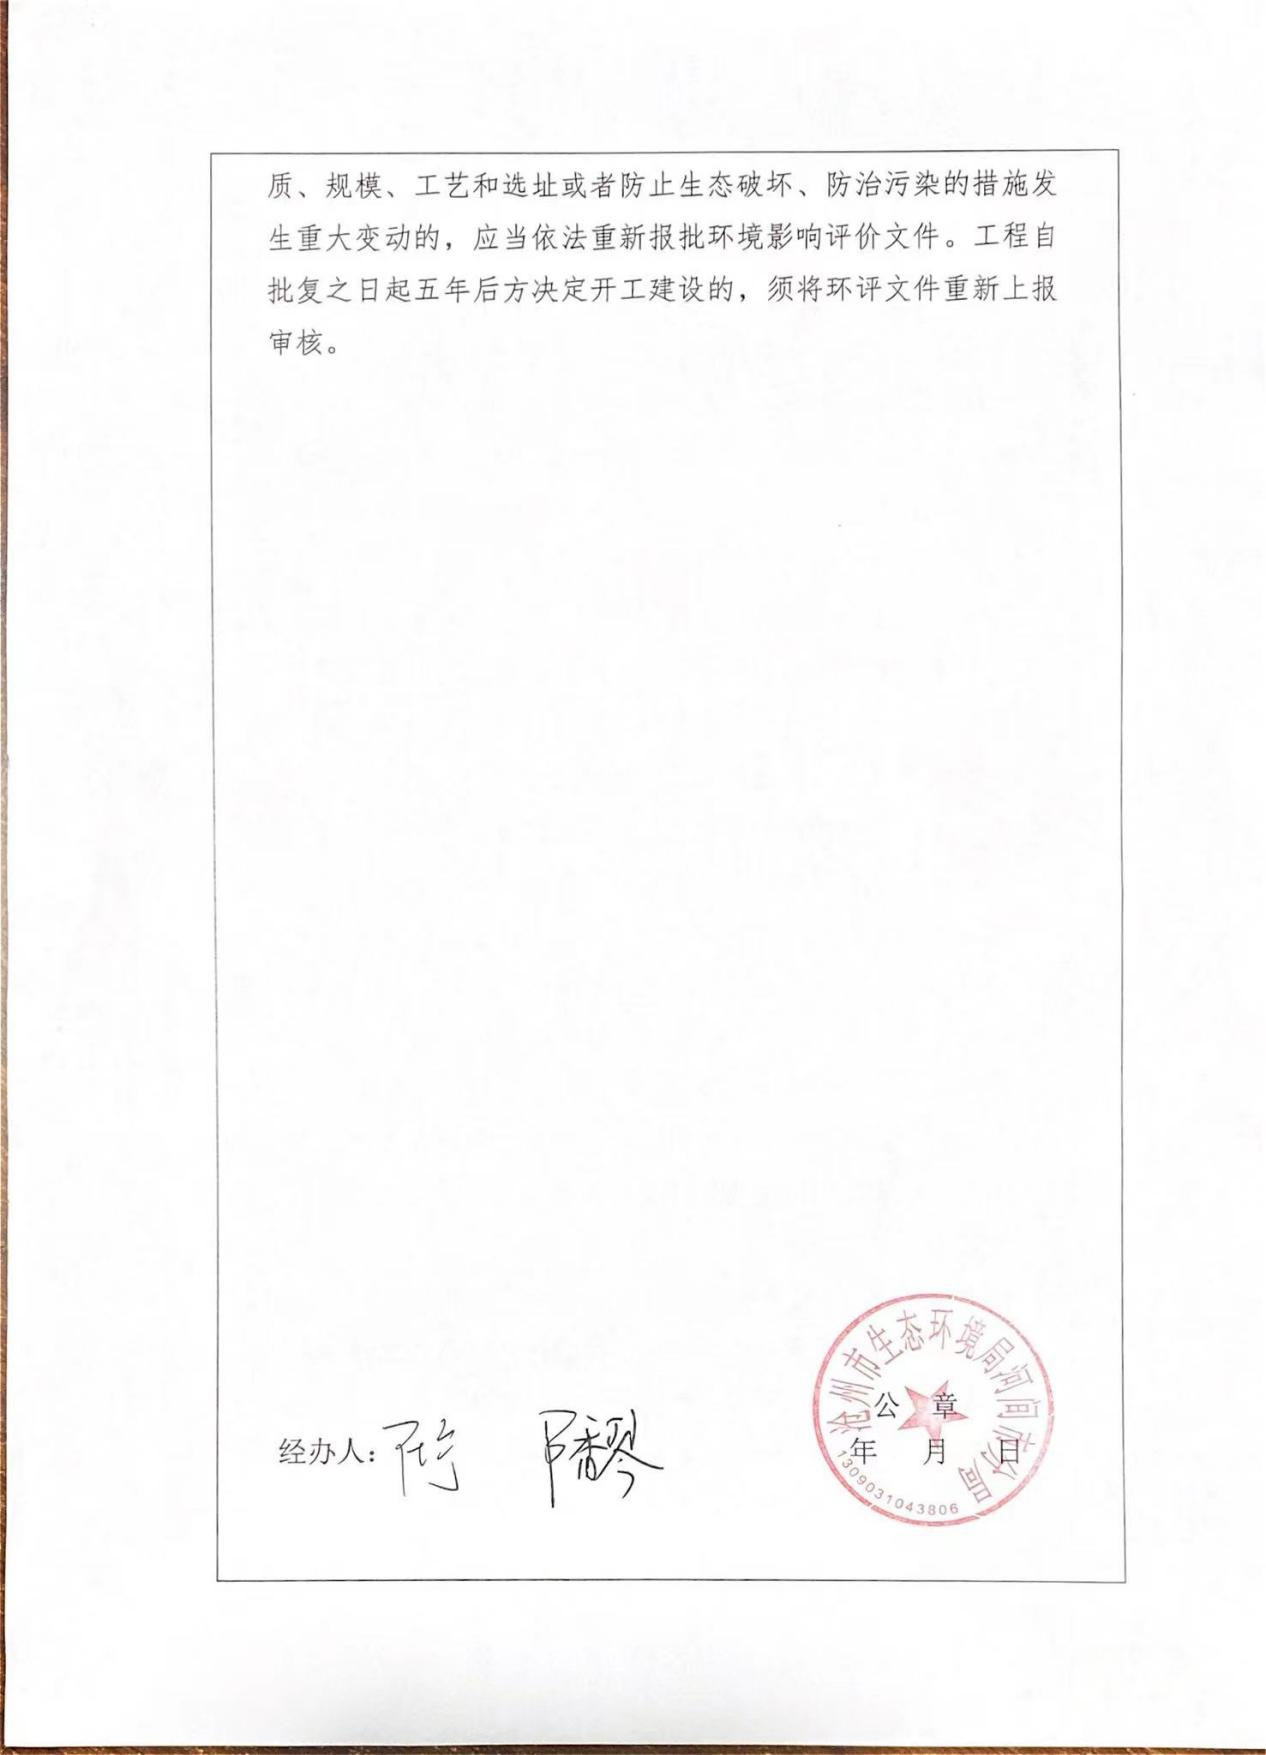 质、规模、工艺和选址或者防止生态破坏、防治污染的措施发
生重大变动的，应当依法重新报批环境影响评价文件。工程自
批复之日起五年后方决定开工建设的，须将环评文件重新上报
审核。
沧州市生态环境局河间市分局
公 章
经办人：
年 月 日
1309031043806